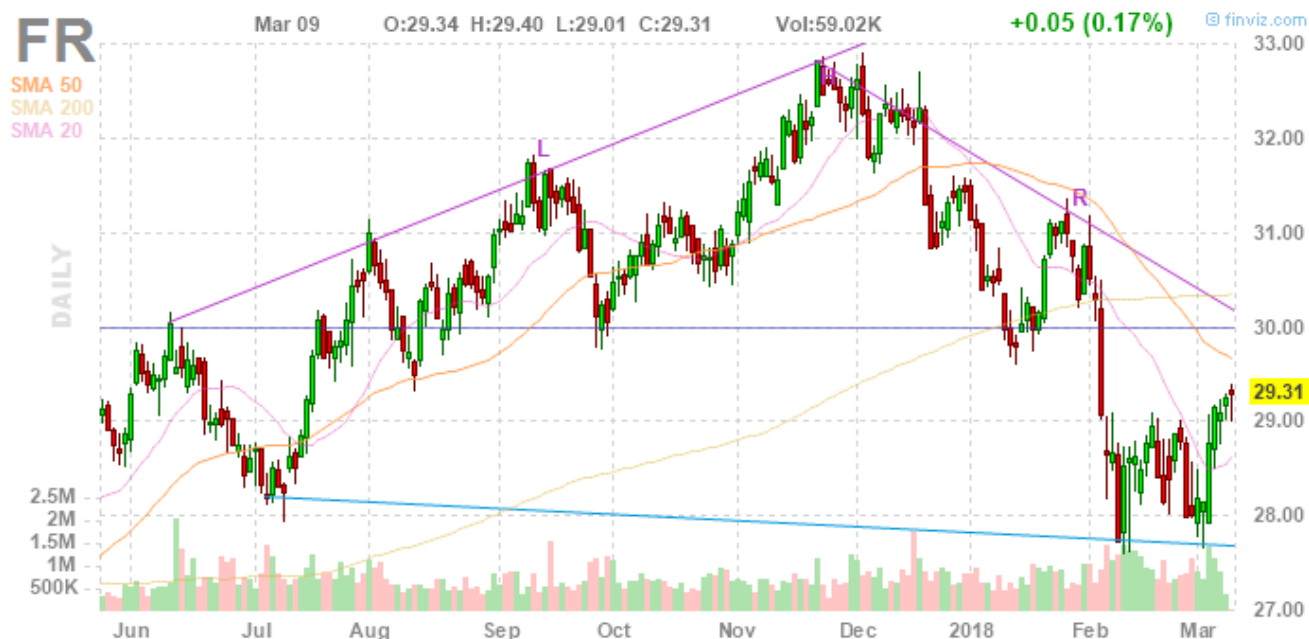 FR
Mar 09 O:29.34 H:29.40 L:29.01 C:29.31 Vol:59.02K +0.05 (0.17%) © finviz.com
SMA 50
SMA 200
SMA 20
DAILY
L
H
R
33.00
32.00
31.00
30.00
29.31
29.00
28.00
27.00
2.5M
2M
1.5M
1M
500K
Jun Jul Aug Sep Oct Nov Dec 2018 Feb Mar